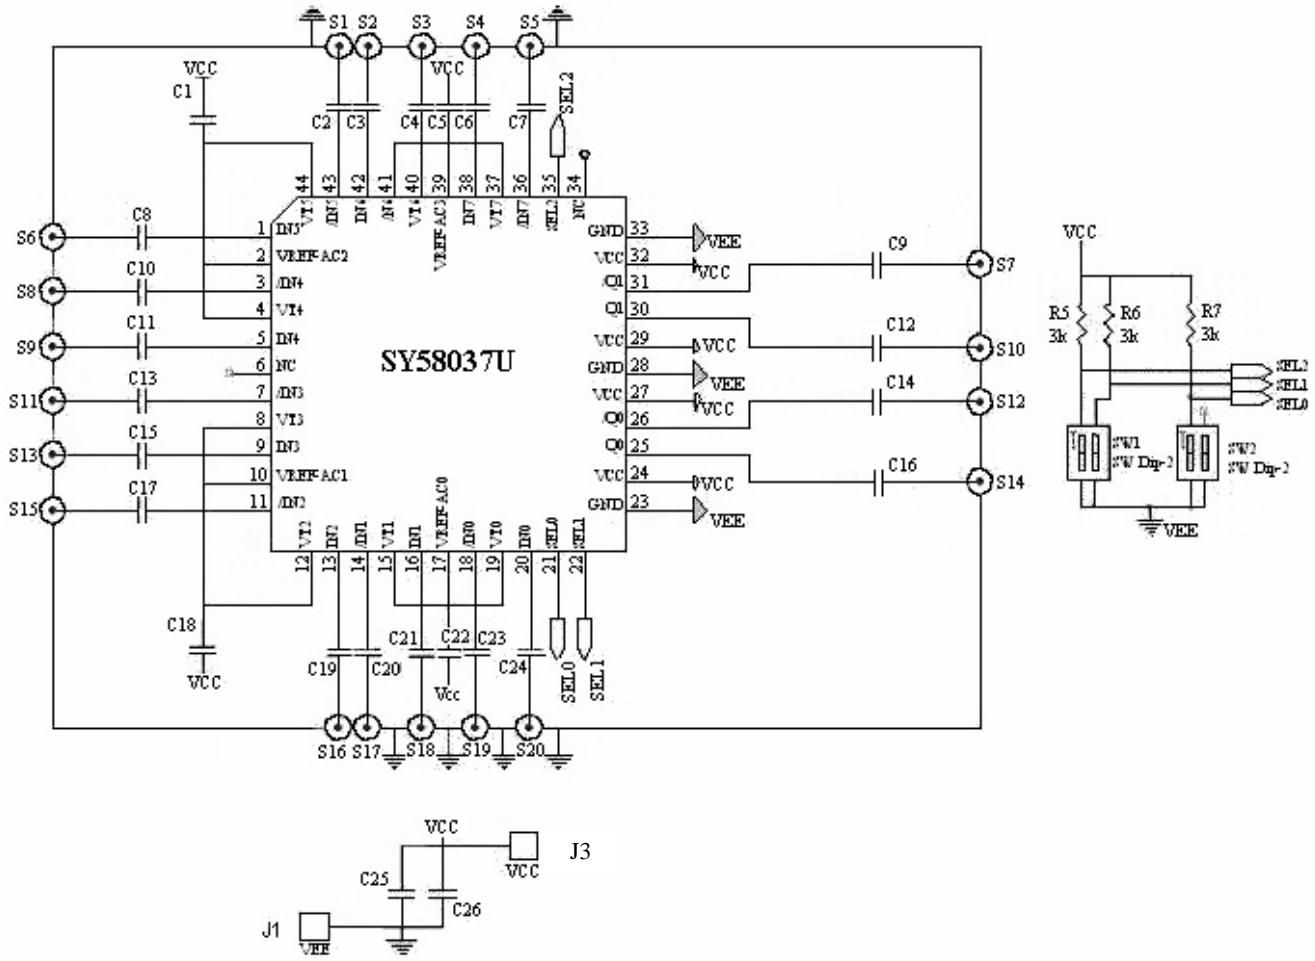 S1 S2 S3 S4 S5
VCC
C1
VCC
SEL2
C2 C3 C4 C5 C6 C7
44 43 42 41 40 39 38 37 36 35 34
VT5 /IN5 IN6 /IN6 VT6 VREF-AC3 IN7 VT7 /IN7 SEL2 NC
S6 C8 1 IN5
2 VREF-AC2
S8 C10 3 /IN4
4 VT4
S9 C11 5 IN4
6 NC
S11 C13 7 /IN3
8 VT3
S13 C15 9 IN3
10 VREF-AC1
S15 C17 11 /IN2
SY58037U
GND 33 VEE
VCC 32 VCC
/Q1 31 C9 S7
Q1 30 C12 S10
VCC 29 VCC
GND 28 VEE
VCC 27 VCC
/Q0 26 C14 S12
Q0 25 C16 S14
VCC 24 VCC
GND 23 VEE
VT2 IN2 /IN1 VT1 IN1 VREF-AC0 /IN0 VT0 IN0 SEL0 SEL1
12 13 14 15 16 17 18 19 20 21 22
C18
VCC
C19 C20 C21 C22 C23 C24
Vcc
SEL0 SEL1
S16 S17 S18 S19 S20
VCC
R5 3k
R6 3k
R7 3k
SEL2
SEL1
SEL0
SW1
SW Dip-2
SW2
SW Dip-2
VEE
VCC
J3
VCC
C25
C26
J1
VEE